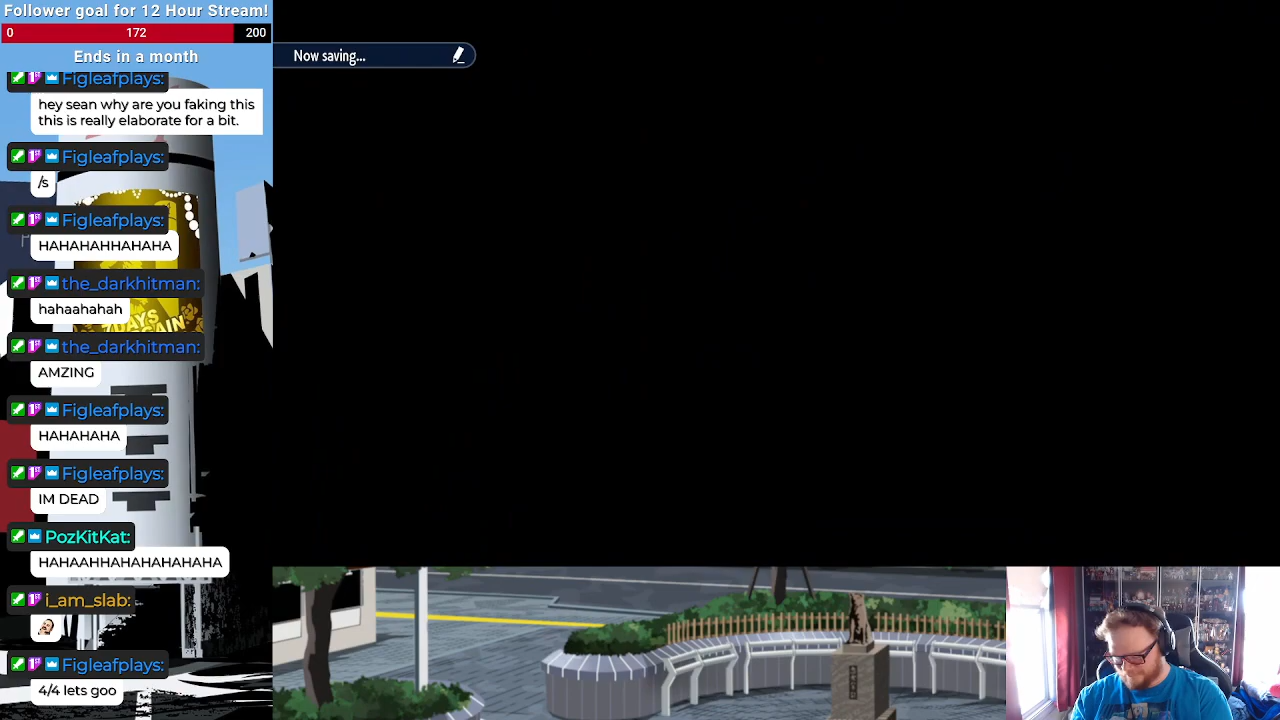 Follower goal for 12 Hour Stream!
0 172 200
Ends in a month
Now saving...
Figleafplays:
hey sean why are you faking this
this is really elaborate for a bit.
Figleafplays:
/s
Figleafplays:
HAHAHAHHAHAHA
the_darkhitman:
hahaahahah
7DAYS
the_darkhitman:
AMZING
Figleafplays:
HAHAHAHA
Figleafplays:
IM DEAD
PozKitKat:
HAHAAHHAHAHAHAHAHA
i_am_slab:
Figleafplays:
4/4 lets goo